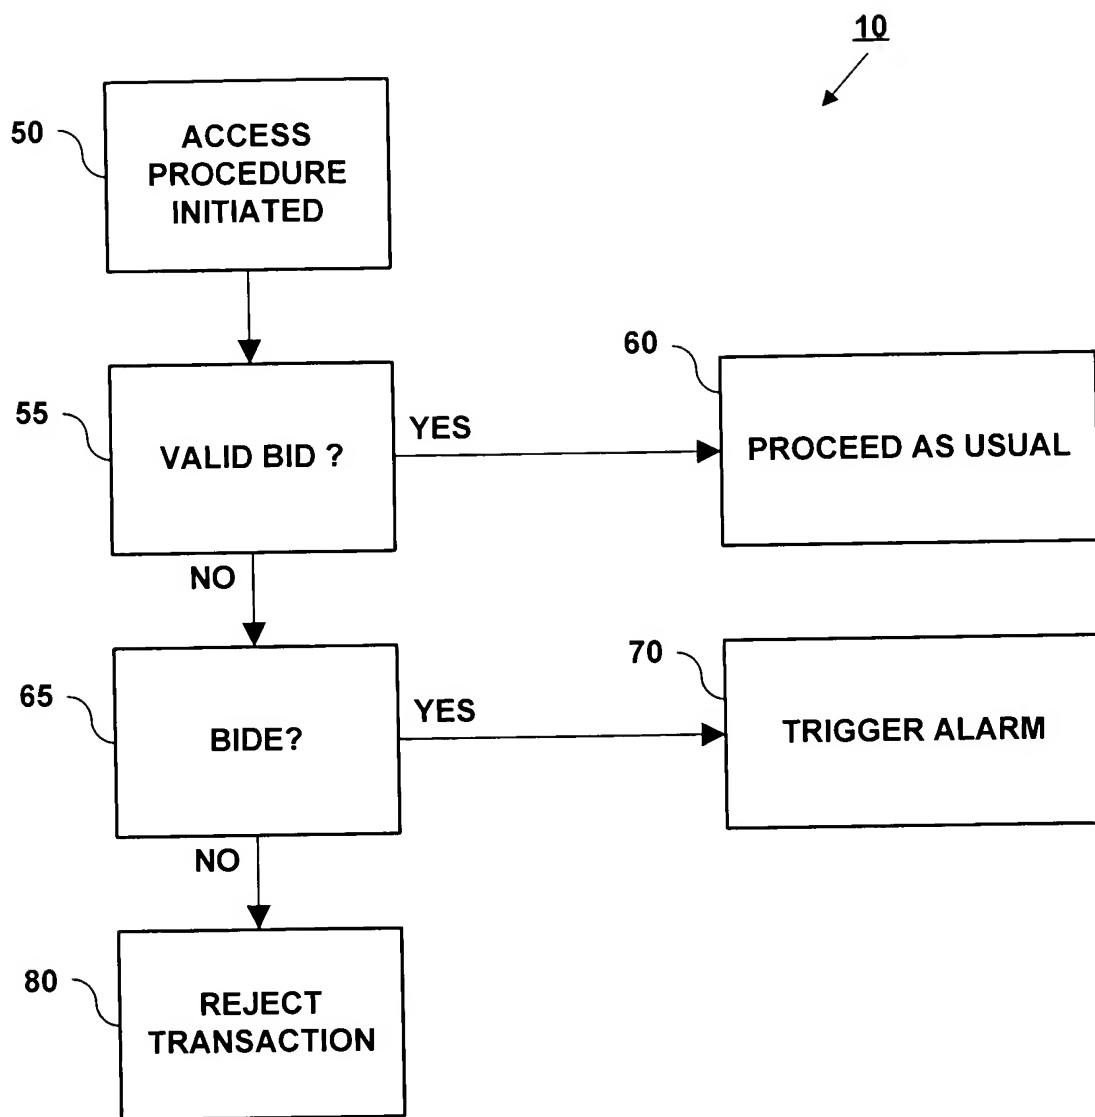 10
50
ACCESS
PROCEDURE
INITIATED
55
VALID BID ?
YES
60
PROCEED AS USUAL
NO
65
BIDE?
YES
70
TRIGGER ALARM
NO
80
REJECT
TRANSACTION